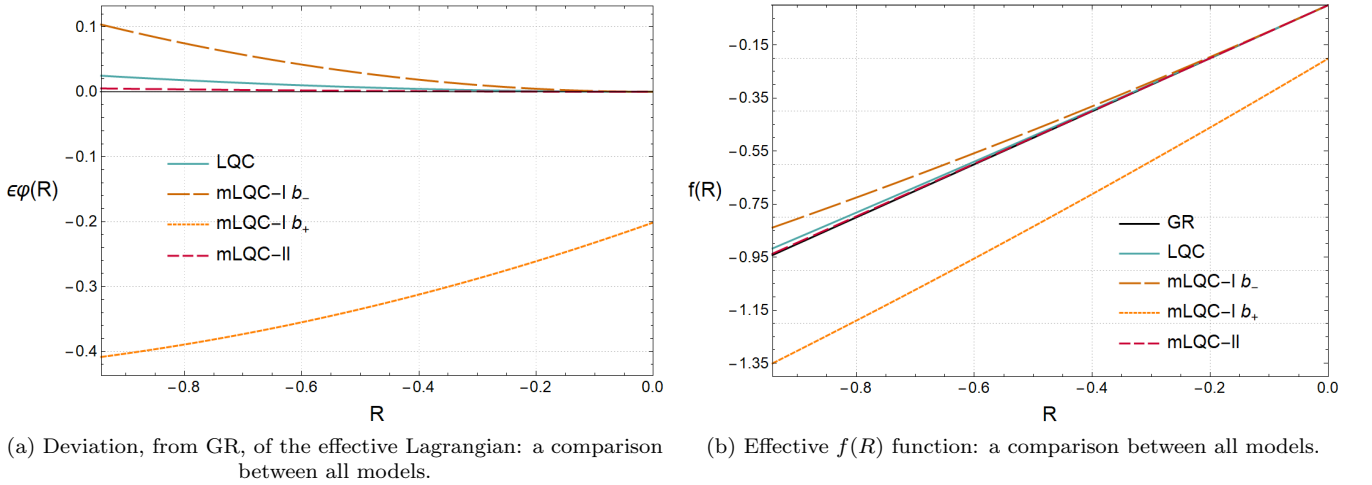 0.1
0.0
−0.1
−0.2
−0.3
−0.4
ϵφ(R)
LQC
mLQC−I b₋
mLQC−I b₊
mLQC−II
−0.8
−0.6
−0.4
−0.2
0.0
R
(a) Deviation, from GR, of the effective Lagrangian: a comparison
between all models.
−0.15
−0.35
−0.55
−0.75
−0.95
−1.15
−1.35
f(R)
GR
LQC
mLQC−I b₋
mLQC−I b₊
mLQC−II
−0.8
−0.6
−0.4
−0.2
0.0
R
(b) Effective f(R) function: a comparison between all models.